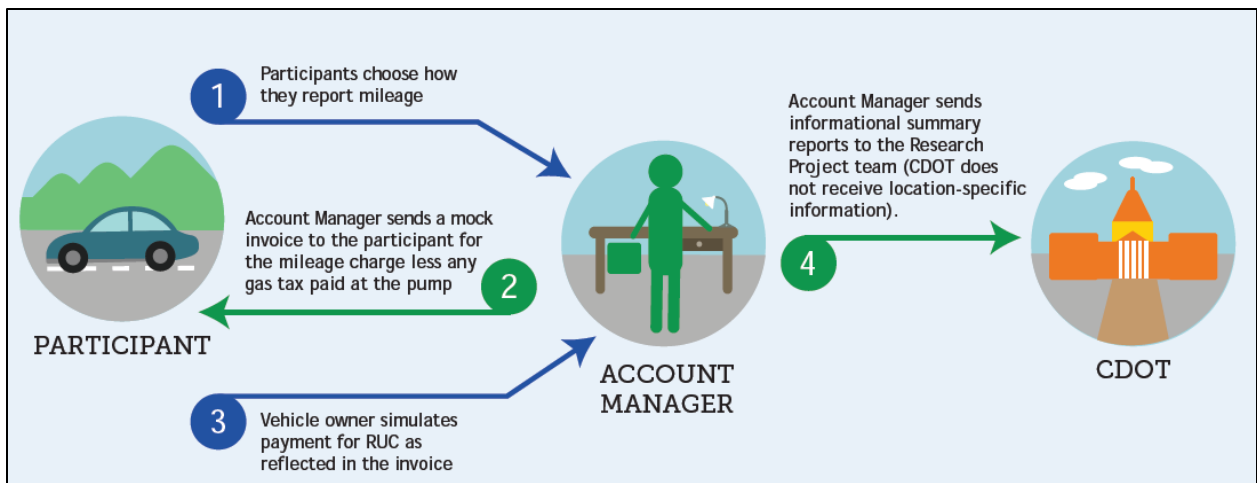 1
Participants choose how
they report mileage
Account Manager sends a mock
invoice to the participant for
the mileage charge less any
gas tax paid at the pump
2
PARTICIPANT
3
Vehicle owner simulates
payment for RUC as
reflected in the invoice
ACCOUNT
MANAGER
Account Manager sends
informational summary
reports to the Research
Project team (CDOT does
not receive location-specific
information).
4
CDOT